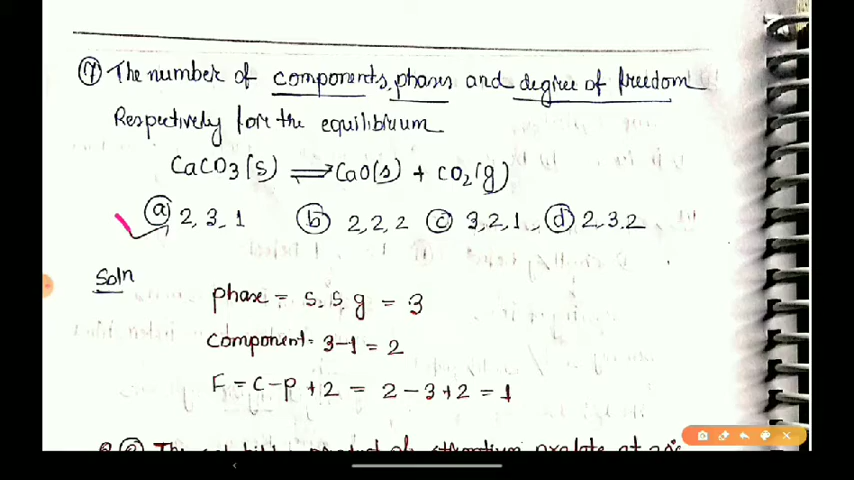 ⑦ The number of components, phases and degree of freedom
Respectively for the equilibrium
CaCO3(s) ⇌ CaO(s) + CO2(g)
ⓐ 2, 3, 1 ⓑ 2, 2, 2 ⓒ 3, 2, 1 ⓓ 2, 3, 2
Soln
phase = s, s, g = 3
component = 3-1 = 2
F = C-P+2 = 2-3+2 = 1